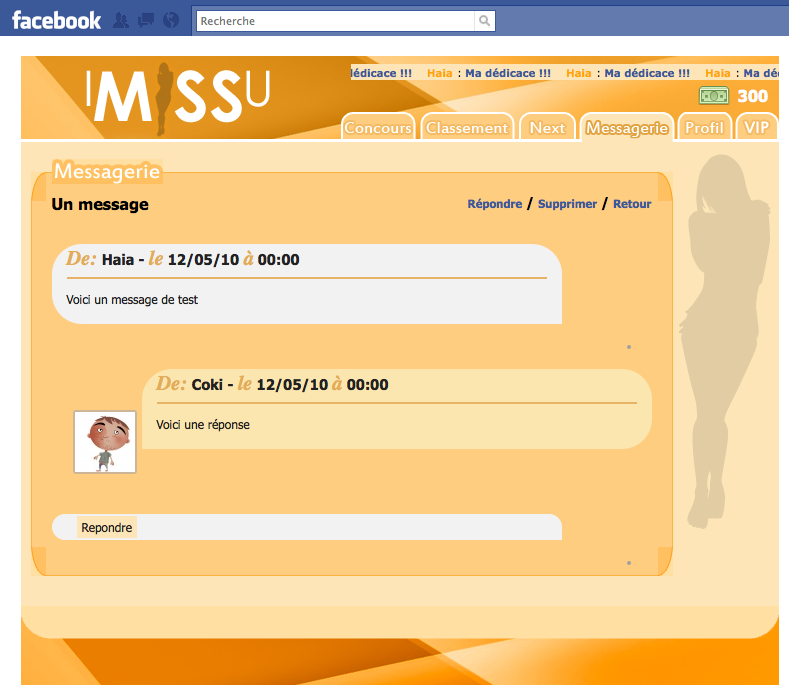 facebook
Recherche
I MISS U
lédicace !!! Haia : Ma dédicace !!! Haia : Ma dédicace !!! Haia : Ma dé
300
Concours Classement Next Messagerie Profil VIP
Messagerie
Un message
Répondre / Supprimer / Retour
De: Haia - le 12/05/10 à 00:00
Voici un message de test
De: Coki - le 12/05/10 à 00:00
Voici une réponse
Repondre